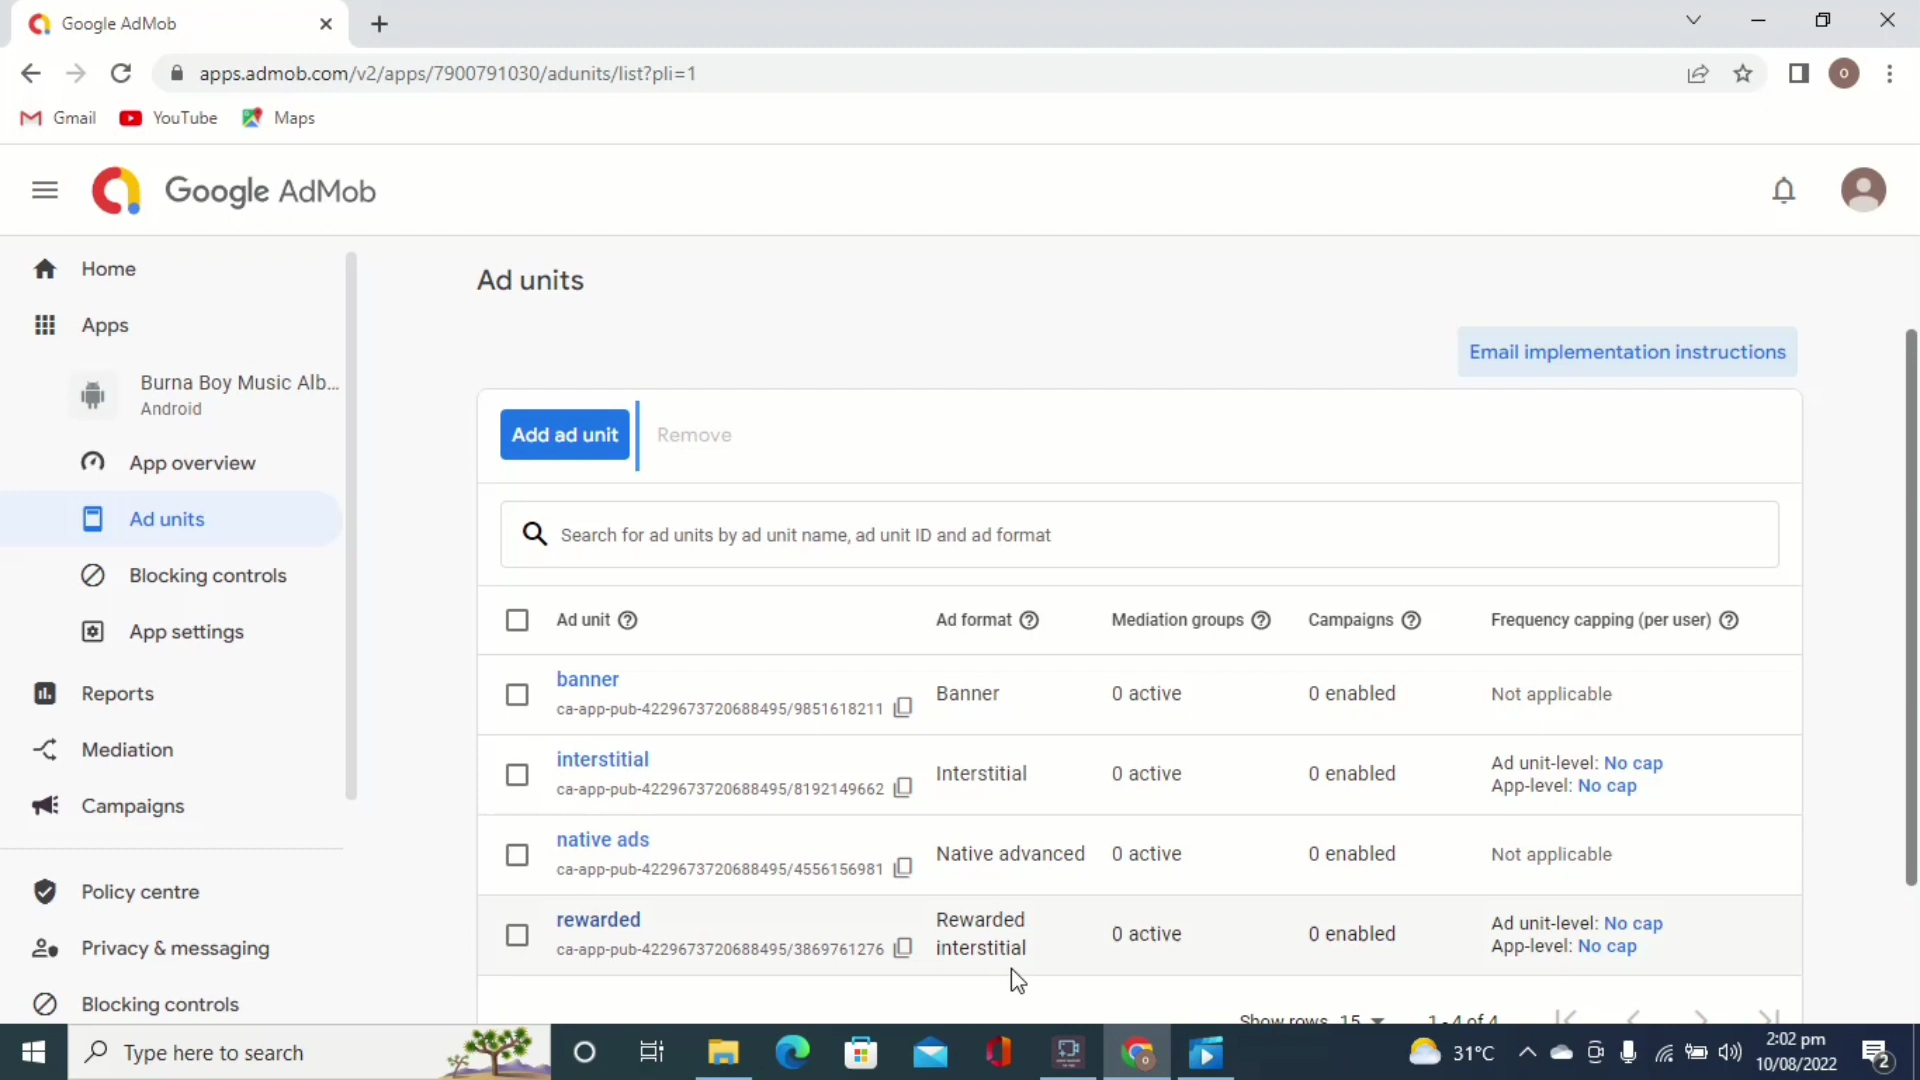 Google AdMob
apps.admob.com/v2/apps/7900791030/adunits/list?pli=1
O
Gmail
YouTube
Maps
Google AdMob
Home
Apps
Burna Boy Music Alb...
Android
App overview
Ad units
Blocking controls
App settings
Reports
Mediation
Campaigns
Policy centre
Privacy & messaging
Blocking controls
Ad units
Email implementation instructions
Add ad unit
Remove
Search for ad units by ad unit name, ad unit ID and ad format
Ad unit
Ad format
Mediation groups
Campaigns
Frequency capping (per user)
banner
ca-app-pub-4229673720688495/9851618211
Banner
0 active
0 enabled
Not applicable
interstitial
ca-app-pub-4229673720688495/8192149662
Interstitial
0 active
0 enabled
Ad unit-level: No cap
App-level: No cap
native ads
ca-app-pub-4229673720688495/4556156981
Native advanced
0 active
0 enabled
Not applicable
rewarded
ca-app-pub-4229673720688495/3869761276
Rewarded
interstitial
0 active
0 enabled
Ad unit-level: No cap
App-level: No cap
Show rows 15
1 - 4 of 4
Type here to search
31°C
2:02 pm
10/08/2022
2